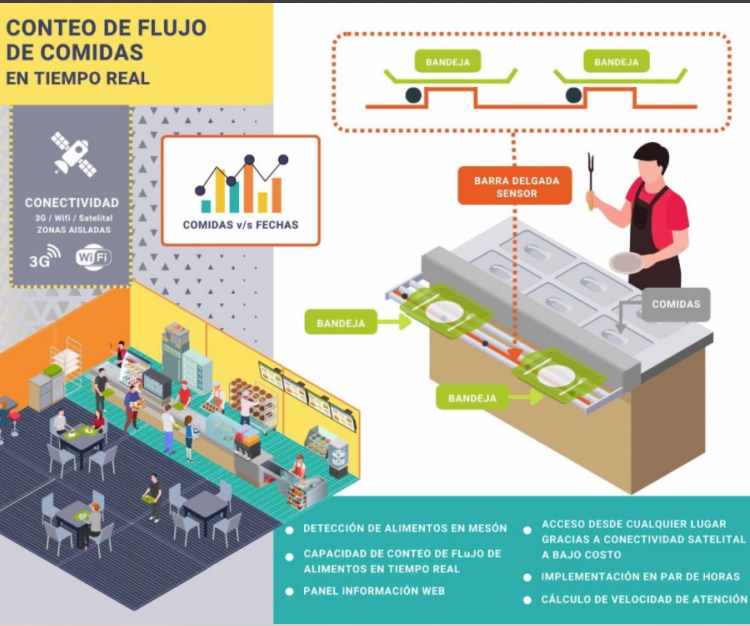 CONTEO DE FLUJO
DE COMIDAS
EN TIEMPO REAL
CONECTIVIDAD
3G / Wifi / Satelital
ZONAS AISLADAS
3G
WiFi
COMIDAS v/s FECHAS
BANDEJA
BANDEJA
BARRA DELGADA
SENSOR
COMIDAS
BANDEJA
BANDEJA
DETECCIÓN DE ALIMENTOS EN MESÓN
CAPACIDAD DE CONTEO DE FLuJO DE
ALIMENTOS EN TIEMPO REAL
PANEL INFORMACIÓN WEB
ACCESO DESDE CUALQUIER LUGAR
GRACIAS A CONECTIVIDAD SATELITAL
A BAJO COSTO
IMPLEMENTACIÓN EN PAR DE HORAS
CÁLCULO DE VELOCIDAD DE ATENCIÓN